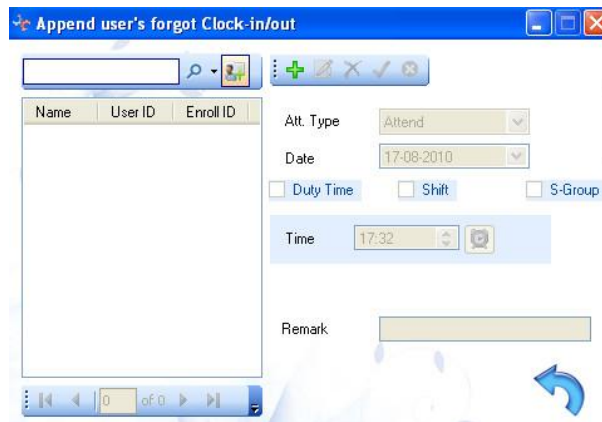 Append user's forgot Clock-in/out
Name User ID Enroll ID
Att. Type Attend
Date 17-08-2010
Duty Time Shift S-Group
Time 17:32
Remark
0 of 0